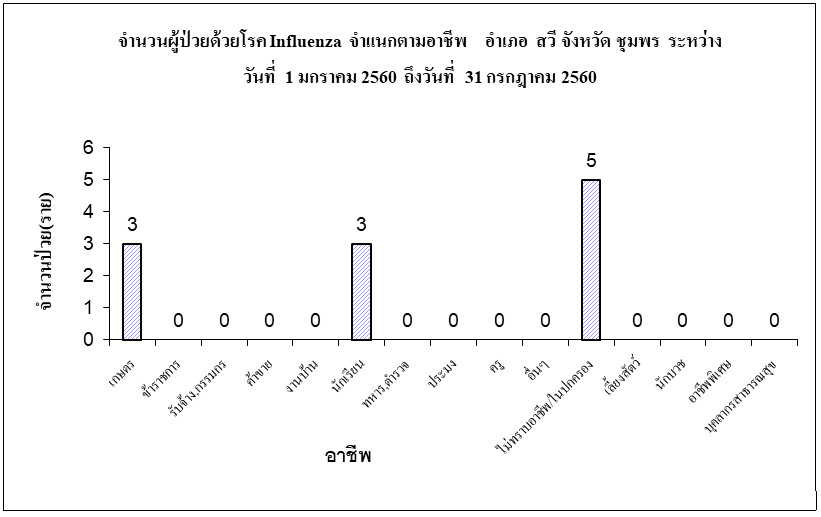 จำนวนผู้ป่วยด้วยโรค Influenza จำแนกตามอาชีพ อำเภอ สวี จังหวัด ชุมพร ระหว่าง
วันที่ 1 มกราคม 2560 ถึงวันที่ 31 กรกฎาคม 2560
จำนวนป่วย(ราย)
6
5
4
3
2
1
0
3 0 0 0 0 3 0 0 0 0 5 0 0 0 0
เกษตร
ข้าราชการ
รับจ้าง,กรรมกร
ค้าขาย
งานบ้าน
นักเรียน
ทหาร,ตำรวจ
ประมง
ครู
อื่นๆ
ไม่ทราบอาชีพ/ในปกครอง
เลี้ยงสัตว์
นักบวช
อาชีพพิเศษ
บุคลากรสาธารณสุข
อาชีพ